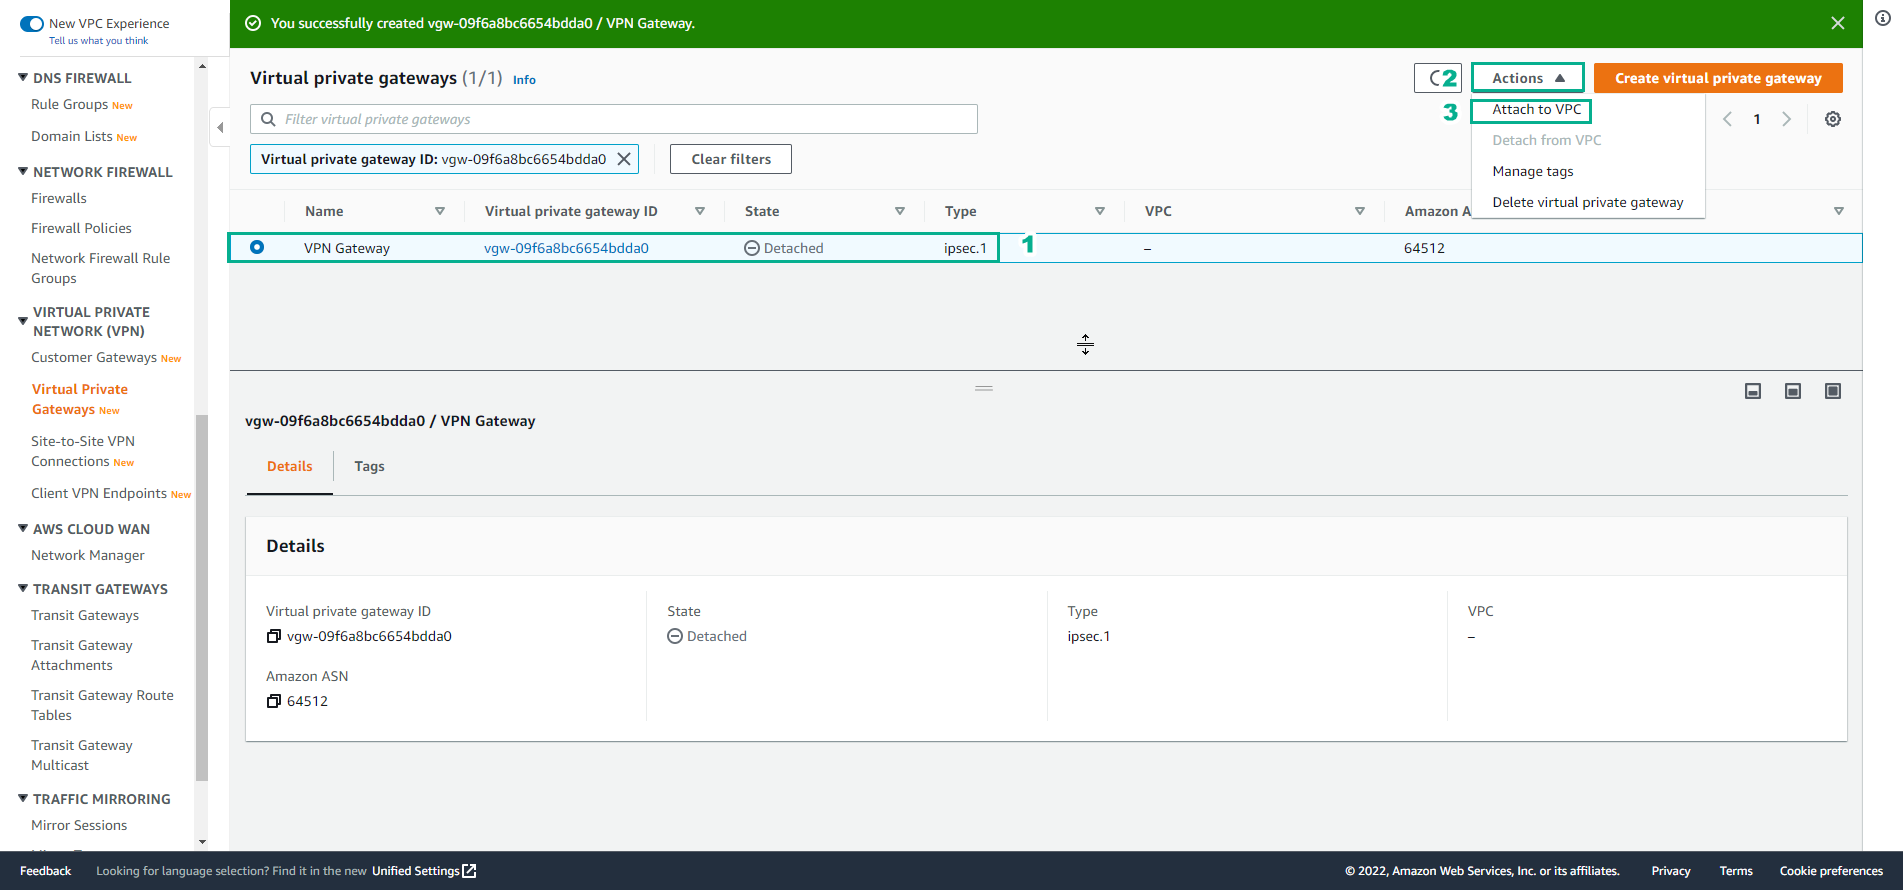 New VPC Experience
Tell us what you think
DNS FIREWALL
Rule Groups New
Domain Lists New
NETWORK FIREWALL
Firewalls
Firewall Policies
Network Firewall Rule
Groups
VIRTUAL PRIVATE
NETWORK (VPN)
Customer Gateways New
Virtual Private
Gateways New
Site-to-Site VPN
Connections New
Client VPN Endpoints New
AWS CLOUD WAN
Network Manager
TRANSIT GATEWAYS
Transit Gateways
Transit Gateway
Attachments
Transit Gateway Route
Tables
Transit Gateway
Multicast
TRAFFIC MIRRORING
Mirror Sessions
You successfully created vgw-09f6a8bc6654bdda0 / VPN Gateway.
Virtual private gateways (1/1) Info
2 Actions Create virtual private gateway
Filter virtual private gateways
3 Attach to VPC
Detach from VPC
Manage tags
Delete virtual private gateway
1
Virtual private gateway ID: vgw-09f6a8bc6654bdda0 Clear filters
Name Virtual private gateway ID State Type VPC Amazon A
VPN Gateway vgw-09f6a8bc6654bdda0 Detached ipsec.1 1 – 64512
vgw-09f6a8bc6654bdda0 / VPN Gateway
Details Tags
Details
Virtual private gateway ID State Type VPC
vgw-09f6a8bc6654bdda0 Detached ipsec.1 –
Amazon ASN
64512
Feedback Looking for language selection? Find it in the new Unified Settings © 2022, Amazon Web Services, Inc. or its affiliates. Privacy Terms Cookie preferences